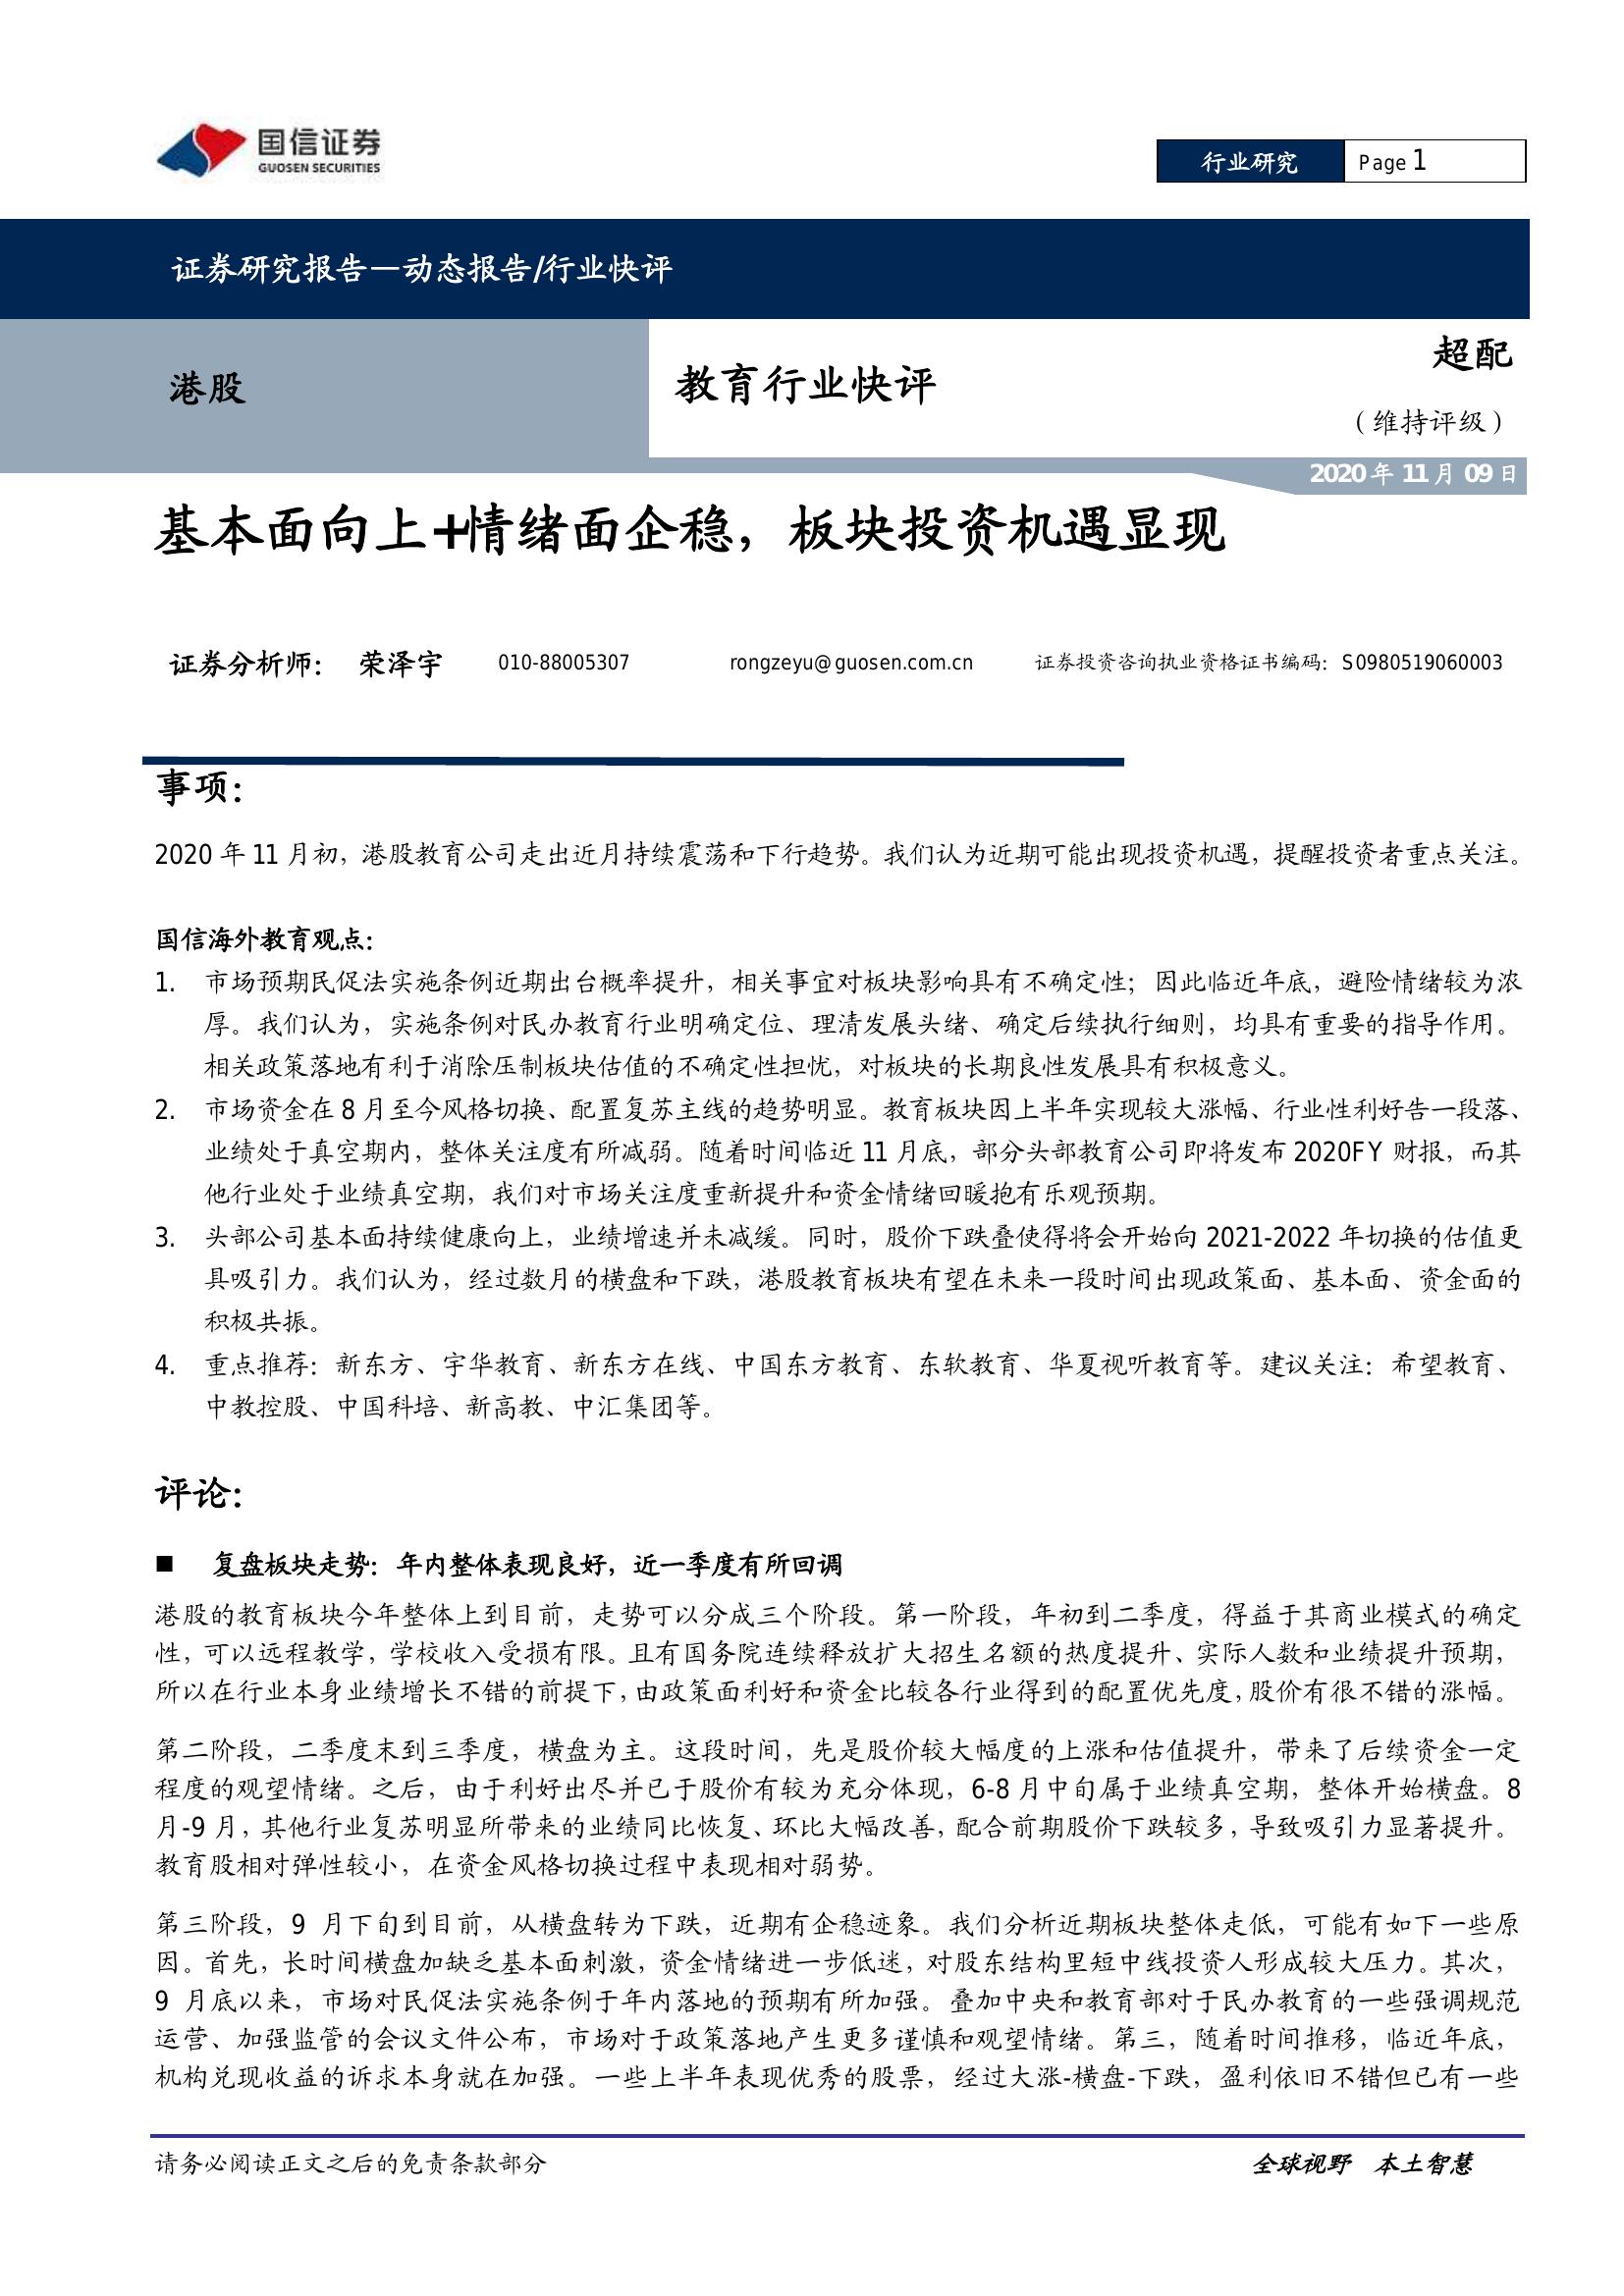 国信证券
GUOSEN SECURITIES
行业研究
Page 1
证券研究报告—动态报告/行业快评
港股
教育行业快评
超配
（维持评级）
2020 年 11 月 09 日
基本面向上+情绪面企稳，板块投资机遇显现
证券分析师： 荣泽宇 010-88005307 rongzeyu@guosen.com.cn 证券投资咨询执业资格证书编码：S0980519060003
事项：
2020 年 11 月初，港股教育公司走出近月持续震荡和下行趋势。我们认为近期可能出现投资机遇，提醒投资者重点关注。
国信海外教育观点：
1. 市场预期民促法实施条例近期出台概率提升，相关事宜对板块影响具有不确定性；因此临近年底，避险情绪较为浓
厚。我们认为，实施条例对民办教育行业明确定位、理清发展头绪、确定后续执行细则，均具有重要的指导作用。
相关政策落地有利于消除压制板块估值的不确定性担忧，对板块的长期良性发展具有积极意义。
2. 市场资金在 8 月至今风格切换、配置复苏主线的趋势明显。教育板块因上半年实现较大涨幅、行业性利好告一段落、
业绩处于真空期内，整体关注度有所减弱。随着时间临近 11 月底，部分头部教育公司即将发布 2020FY 财报，而其
他行业处于业绩真空期，我们对市场关注度重新提升和资金情绪回暖抱有乐观预期。
3. 头部公司基本面持续健康向上，业绩增速并未减缓。同时，股价下跌叠使得将会开始向 2021-2022 年切换的估值更
具吸引力。我们认为，经过数月的横盘和下跌，港股教育板块有望在未来一段时间出现政策面、基本面、资金面的
积极共振。
4. 重点推荐：新东方、宇华教育、新东方在线、中国东方教育、东软教育、华夏视听教育等。建议关注：希望教育、
中教控股、中国科培、新高教、中汇集团等。
评论：
■ 复盘板块走势：年内整体表现良好，近一季度有所回调
港股的教育板块今年整体上到目前，走势可以分成三个阶段。第一阶段，年初到二季度，得益于其商业模式的确定
性，可以远程教学，学校收入受损有限。且有国务院连续释放扩大招生名额的热度提升、实际人数和业绩提升预期，
所以在行业本身业绩增长不错的前提下，由政策面利好和资金比较各行业得到的配置优先度，股价有很不错的涨幅。
第二阶段，二季度末到三季度，横盘为主。这段时间，先是股价较大幅度的上涨和估值提升，带来了后续资金一定
程度的观望情绪。之后，由于利好出尽并已于股价有较为充分体现，6-8 月中旬属于业绩真空期，整体开始横盘。8
月-9 月，其他行业复苏明显所带来的业绩同比恢复、环比大幅改善，配合前期股价下跌较多，导致吸引力显著提升。
教育股相对弹性较小，在资金风格切换过程中表现相对弱势。
第三阶段，9 月下旬到目前，从横盘转为下跌，近期有企稳迹象。我们分析近期板块整体走低，可能有如下一些原
因。首先，长时间横盘加缺乏基本面刺激，资金情绪进一步低迷，对股东结构里短中线投资人形成较大压力。其次，
9 月底以来，市场对民促法实施条例于年内落地的预期有所加强。叠加中央和教育部对于民办教育的一些强调规范
运营、加强监管的会议文件公布，市场对于政策落地产生更多谨慎和观望情绪。第三，随着时间推移，临近年底，
机构兑现收益的诉求本身就在加强。一些上半年表现优秀的股票，经过大涨-横盘-下跌，盈利依旧不错但已有一些
请务必阅读正文之后的免责条款部分
全球视野 本土智慧